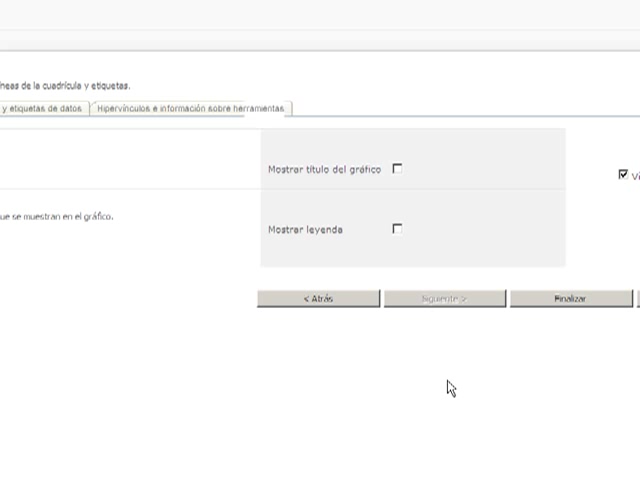 neas de la cuadrícula y etiquetas.
y etiquetas de datos Hipervínculos e información sobre herramientas
Mostrar título del gráfico
ue se muestran en el gráfico.
Mostrar leyenda
< Atrás Siguiente > Finalizar